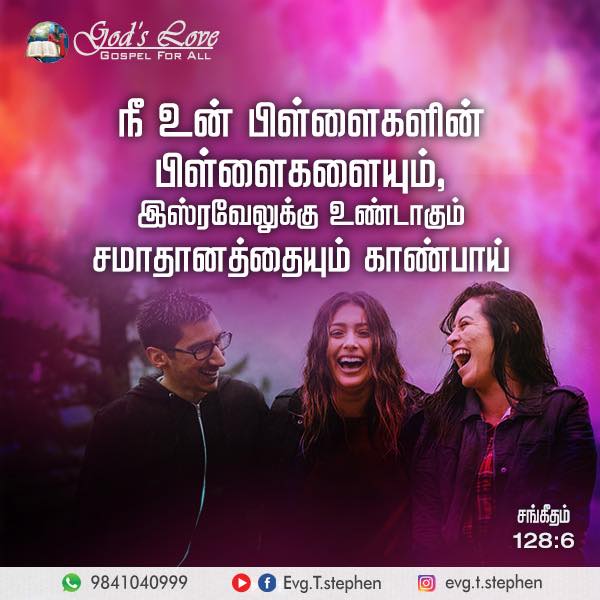 God's Love
GOSPEL FOR ALL
நீ உன் பிள்ளைகளின்
பிள்ளைகளையும்,
இஸ்ரவேலுக்கு உண்டாகும்
சமாதானத்தையும் காண்பாய்
சங்கீதம்
128:6
9841040999 Evg.T.stephen evg.t.stephen